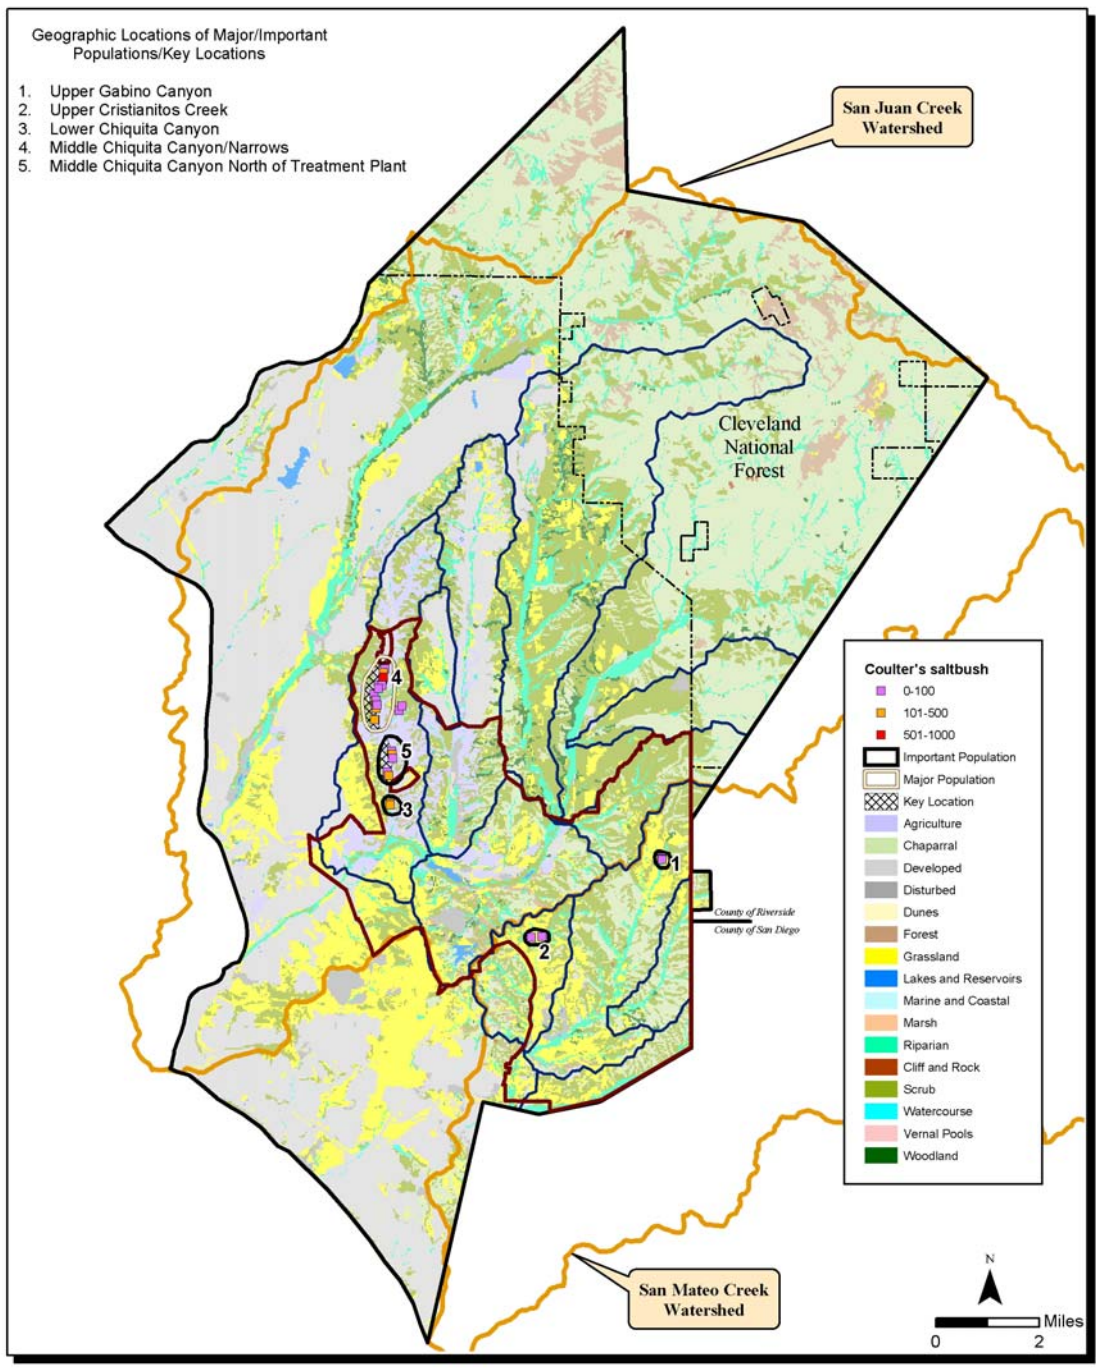 Geographic Locations of Major/Important
Populations/Key Locations
1. Upper Gabino Canyon
2. Upper Cristianitos Creek
3. Lower Chiquita Canyon
4. Middle Chiquita Canyon/Narrows
5. Middle Chiquita Canyon North of Treatment Plant
San Juan Creek
Watershed
Cleveland
National
Forest
4
5
3
1
2
County of Riverside
County of San Diego
Coulter's saltbush
0-100
101-500
501-1000
Important Population
Major Population
Key Location
Agriculture
Chaparral
Developed
Disturbed
Dunes
Forest
Grassland
Lakes and Reservoirs
Marine and Coastal
Marsh
Riparian
Cliff and Rock
Scrub
Watercourse
Vernal Pools
Woodland
San Mateo Creek
Watershed
N
Miles
0 2